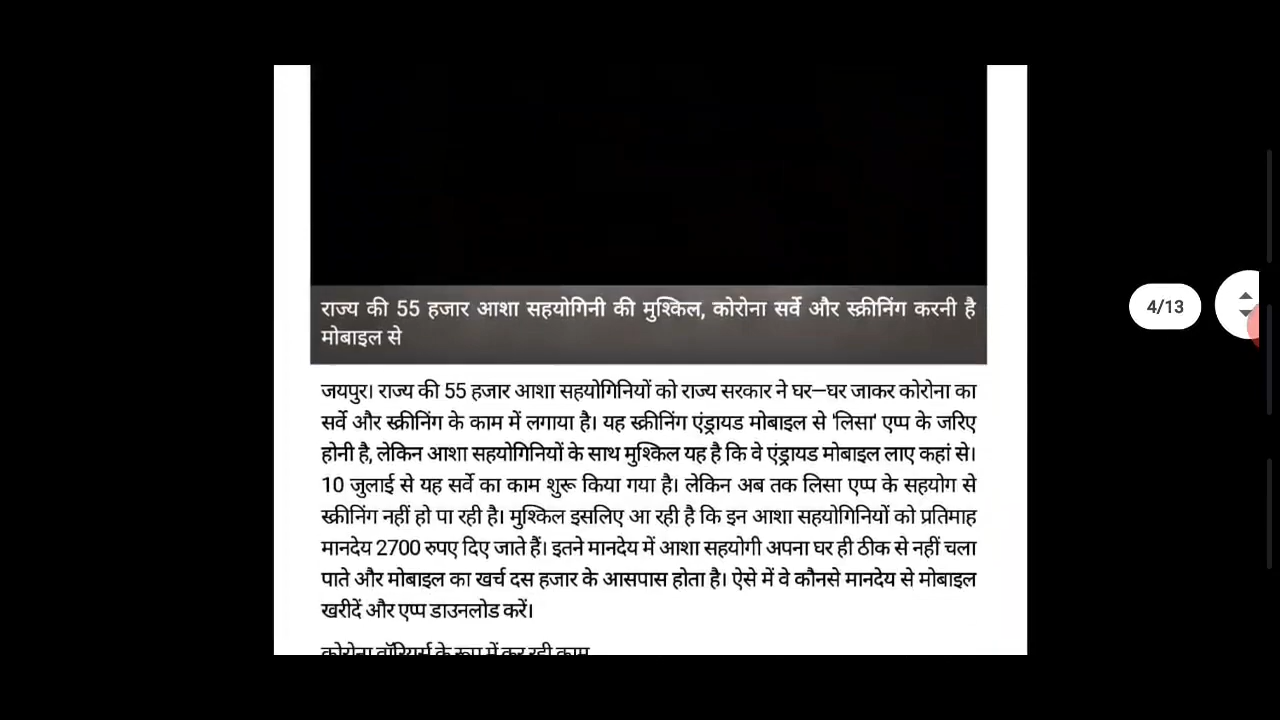 राज्य की 55 हजार आशा सहयोगिनी की मुश्किल, कोरोना सर्वे और स्क्रीनिंग करनी है
मोबाइल से
4/13
जयपुर। राज्य की 55 हजार आशा सहयोगिनियों को राज्य सरकार ने घर—घर जाकर कोरोना का
सर्वे और स्क्रीनिंग के काम में लगाया है। यह स्क्रीनिंग एंड्रायड मोबाइल से 'लिसा' एप्प के जरिए
होनी है, लेकिन आशा सहयोगिनियों के साथ मुश्किल यह है कि वे एंड्रायड मोबाइल लाए कहां से।
10 जुलाई से यह सर्वे का काम शुरू किया गया है। लेकिन अब तक लिसा एप्प के सहयोग से
स्क्रीनिंग नहीं हो पा रही है। मुश्किल इसलिए आ रही है कि इन आशा सहयोगिनियों को प्रतिमाह
मानदेय 2700 रुपए दिए जाते हैं। इतने मानदेय में आशा सहयोगी अपना घर ही ठीक से नहीं चला
पाते और मोबाइल का खर्च दस हजार के आसपास होता है। ऐसे में वे कौनसे मानदेय से मोबाइल
खरीदें और एप्प डाउनलोड करें।
कोरोना वॉरियर्स के रूप में कर रही काम